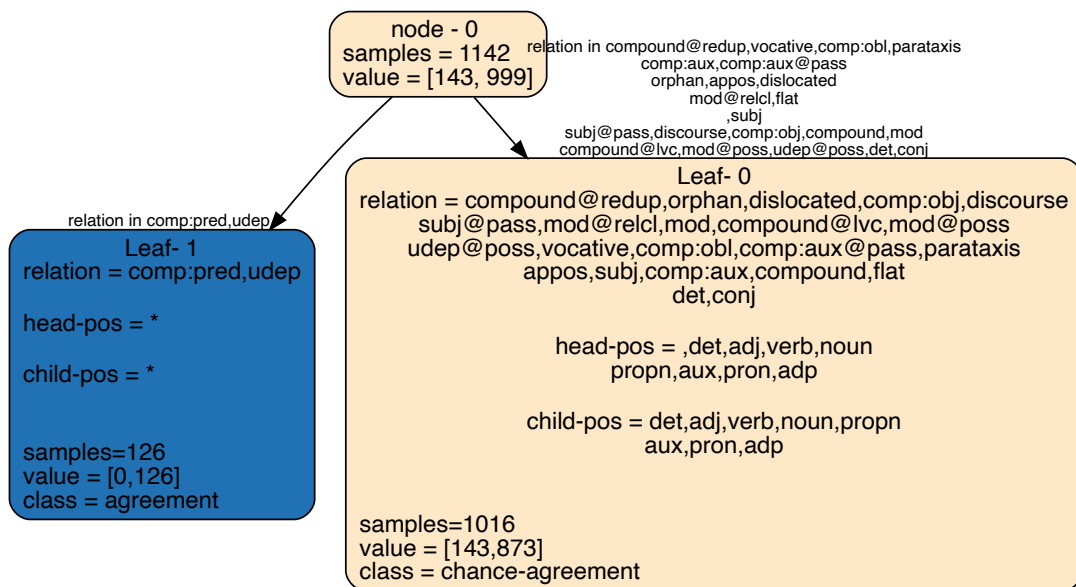 node - 0
samples = 1142
value = [143, 999]
relation in compound@redup,vocative,comp:obl,parataxis
comp:aux,comp:aux@pass
orphan,appos,dislocated
mod@relcl,flat
,subj
subj@pass,discourse,comp:obj,compound,mod
compound@lvc,mod@poss,udep@poss,det,conj
relation in comp:pred,udep
Leaf- 1
relation = comp:pred,udep
head-pos = *
child-pos = *
samples=126
value = [0,126]
class = agreement
Leaf- 0
relation = compound@redup,orphan,dislocated,comp:obj,discourse
subj@pass,mod@relcl,mod,compound@lvc,mod@poss
udep@poss,vocative,comp:obl,comp:aux@pass,parataxis
appos,subj,comp:aux,compound,flat
det,conj
head-pos = ,det,adj,verb,noun
propn,aux,pron,adp
child-pos = det,adj,verb,noun,propn
aux,pron,adp
samples=1016
value = [143,873]
class = chance-agreement